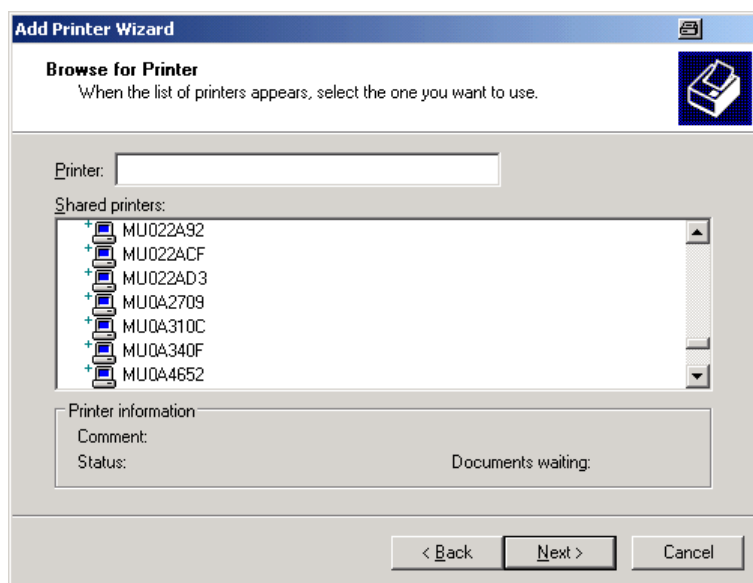 Add Printer Wizard
Browse for Printer
When the list of printers appears, select the one you want to use.
Printer:
Shared printers:
MU022A92
MU022ACF
MU022AD3
MU0A2709
MU0A310C
MU0A340F
MU0A4652
Printer information
Comment:
Status: Documents waiting:
< Back Next > Cancel